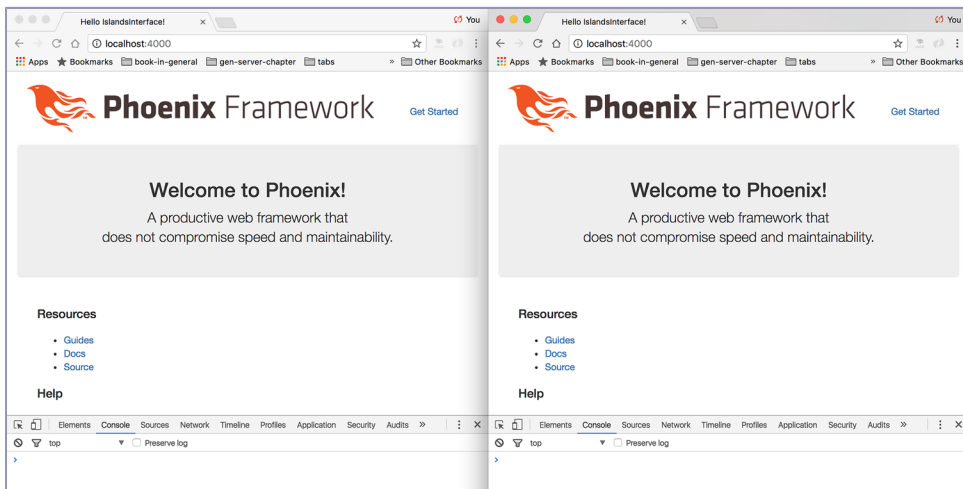 Hello IslandsInterface! × You
localhost:4000
Apps Bookmarks book-in-general gen-server-chapter tabs » Other Bookmarks
Phoenix Framework Get Started
Welcome to Phoenix!
A productive web framework that
does not compromise speed and maintainability.
Resources
• Guides
• Docs
• Source
Help
Elements Console Sources Network Timeline Profiles Application Security Audits »
top Preserve log
>
Hello IslandsInterface! × You
localhost:4000
Apps Bookmarks book-in-general gen-server-chapter tabs » Other Bookmarks
Phoenix Framework Get Started
Welcome to Phoenix!
A productive web framework that
does not compromise speed and maintainability.
Resources
• Guides
• Docs
• Source
Help
Elements Console Sources Network Timeline Profiles Application Security Audits »
top Preserve log
>